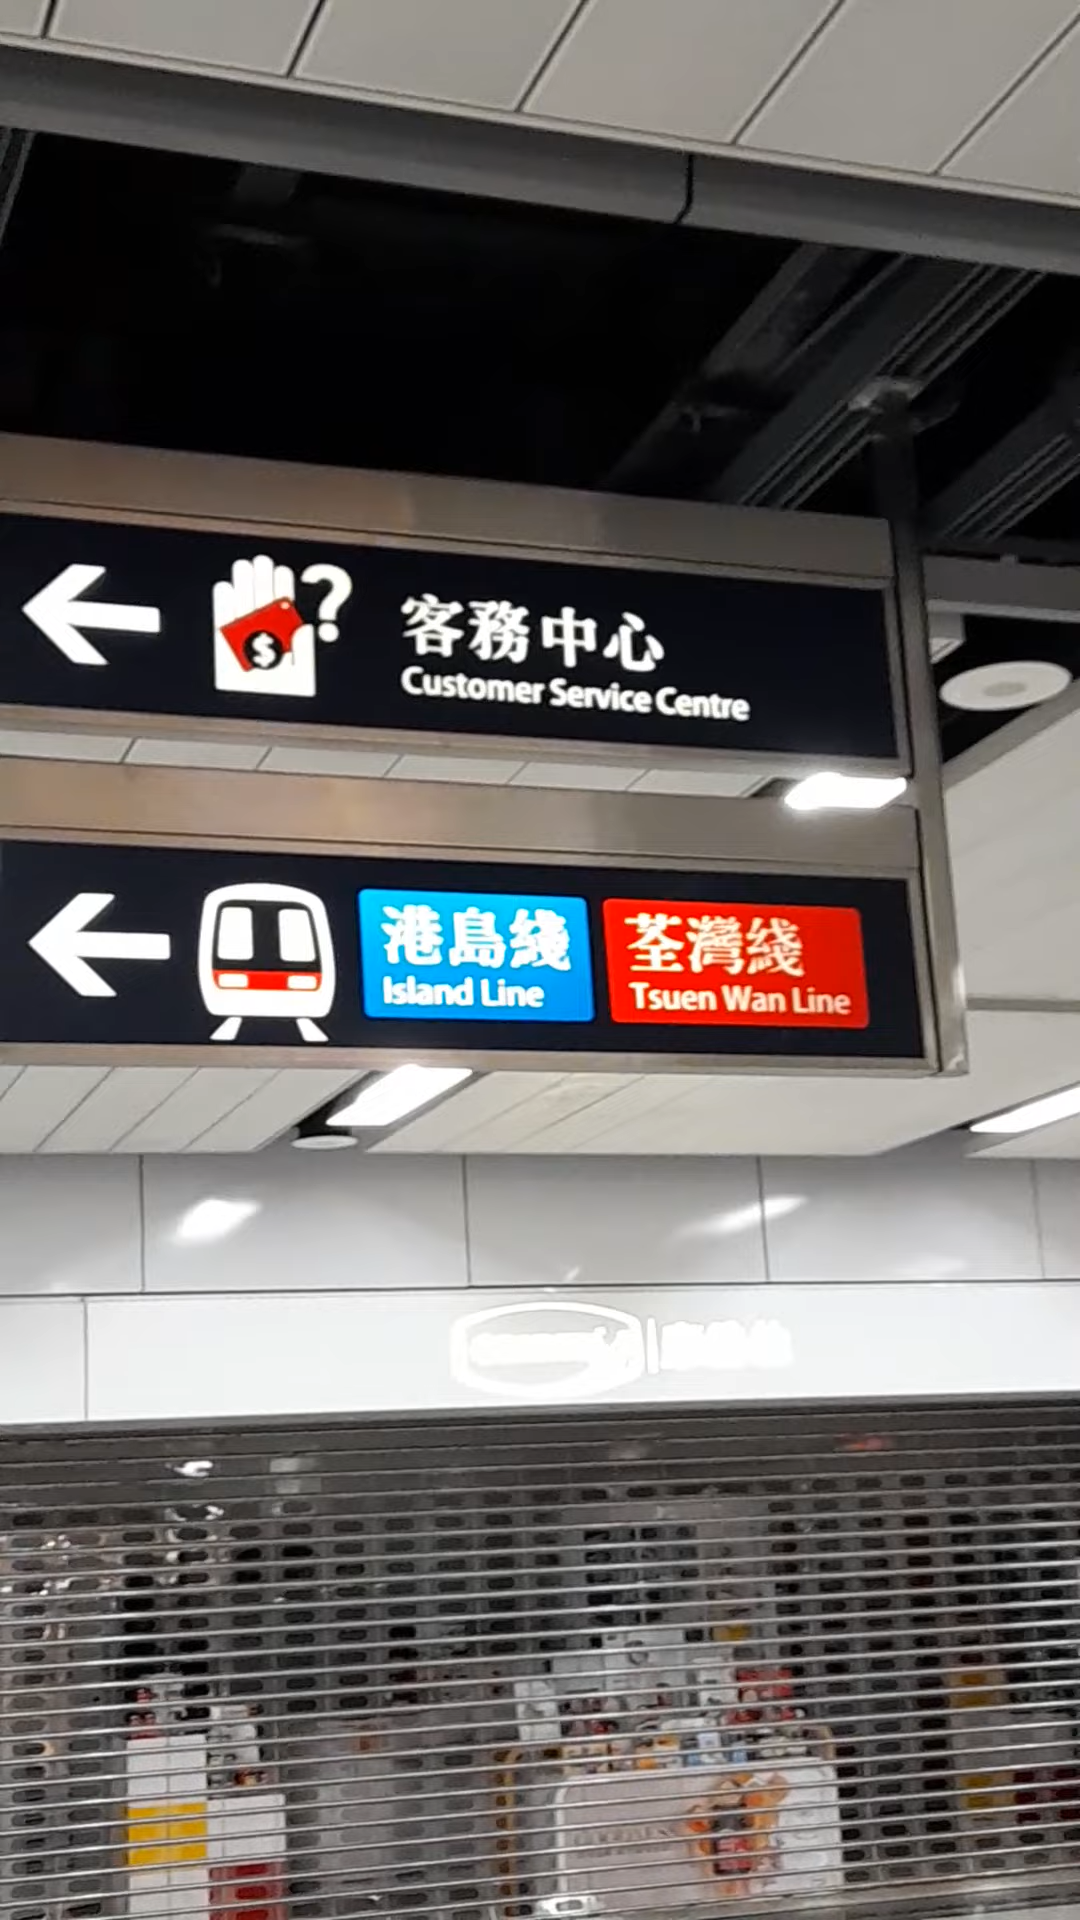 ?
$
客務中心
Customer Service Centre
港島綫
Island Line
荃灣綫
Tsuen Wan Line